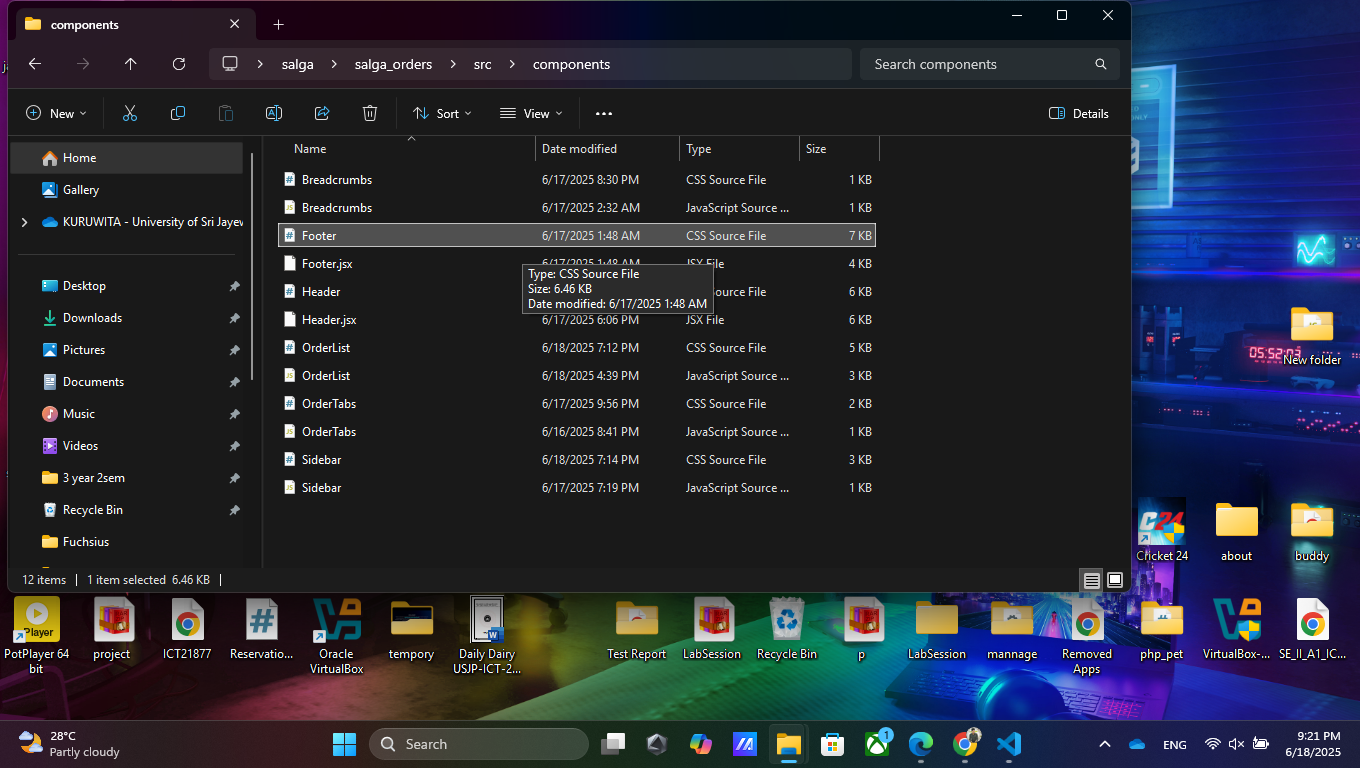 components
salga
salga_orders
src
components
Search components
New
Sort
View
Details
Home
Gallery
KURUWITA - University of Sri Jayew
Desktop
Downloads
Pictures
Documents
Music
Videos
3 year 2sem
Recycle Bin
Fuchsius
Name Date modified Type Size
Breadcrumbs 6/17/2025 8:30 PM CSS Source File 1 KB
Breadcrumbs 6/17/2025 2:32 AM JavaScript Source ... 1 KB
Footer 6/17/2025 1:48 AM CSS Source File 7 KB
Footer.jsx 6/17/2025 1:48 AM JSX File 4 KB
Header Source File 6 KB
Header.jsx 6/17/2025 6:06 PM JSX File 6 KB
OrderList 6/18/2025 7:12 PM CSS Source File 5 KB
OrderList 6/18/2025 4:39 PM JavaScript Source ... 3 KB
OrderTabs 6/17/2025 9:56 PM CSS Source File 2 KB
OrderTabs 6/16/2025 8:41 PM JavaScript Source ... 1 KB
Sidebar 6/18/2025 7:14 PM CSS Source File 3 KB
Sidebar 6/17/2025 7:19 PM JavaScript Source ... 1 KB
Type: CSS Source File
Size: 6.46 KB
Date modified: 6/17/2025 1:48 AM
12 items
1 item selected 6.46 KB
05:52:03
New folder
C24
Cricket 24
about
buddy
Player
PotPlayer 64
bit
project
ICT21877
Reservatio...
Oracle
VirtualBox
tempory
Daily Dairy
USJP-ICT-2...
Test Report
LabSession
Recycle Bin
p
LabSession
mannage
Removed
Apps
php_pet
VirtualBox-...
SE_II_A1_IC...
28°C
Partly cloudy
Search
1
ENG
9:21 PM
6/18/2025